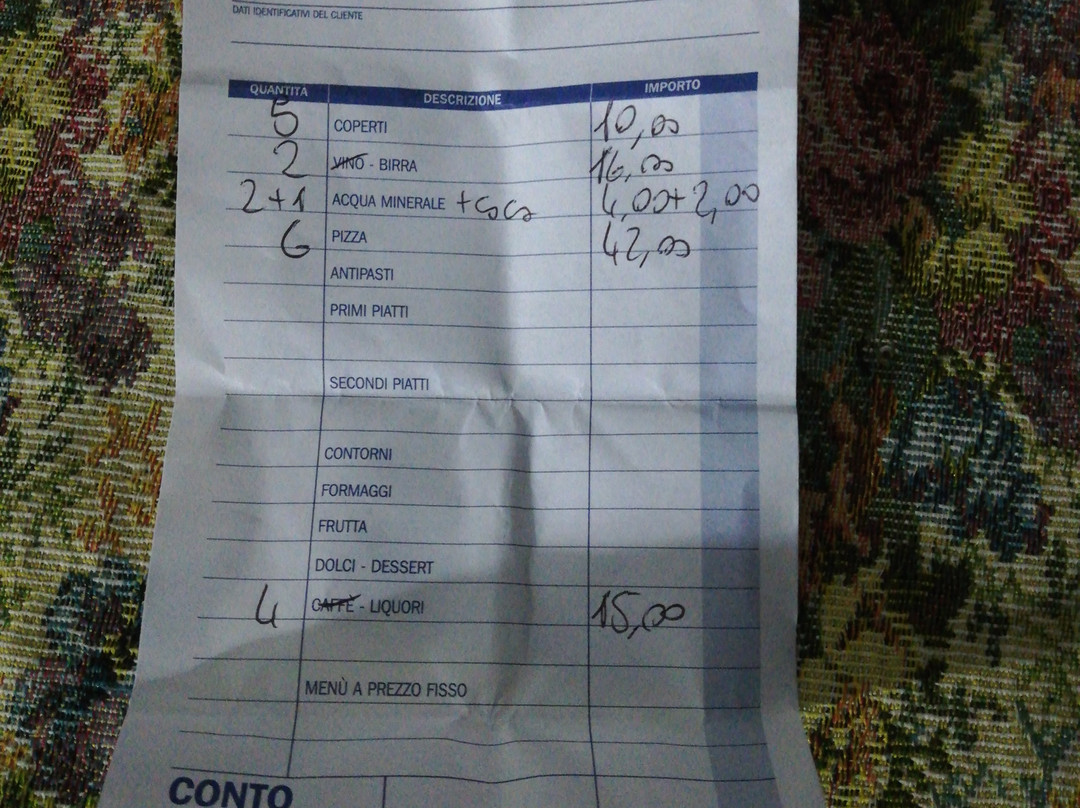 DATI IDENTIFICATIVI DEL CLIENTE
QUANTITÀ DESCRIZIONE IMPORTO
5 COPERTI 10,00
2 VINO - BIRRA 16,00
2+1 ACQUA MINERALE + COCA 4,00+2,00
6 PIZZA 42,00
ANTIPASTI
PRIMI PIATTI
SECONDI PIATTI
CONTORNI
FORMAGGI
FRUTTA
DOLCI - DESSERT
4 CAFFÈ - LIQUORI 15,00
MENÙ A PREZZO FISSO
CONTO